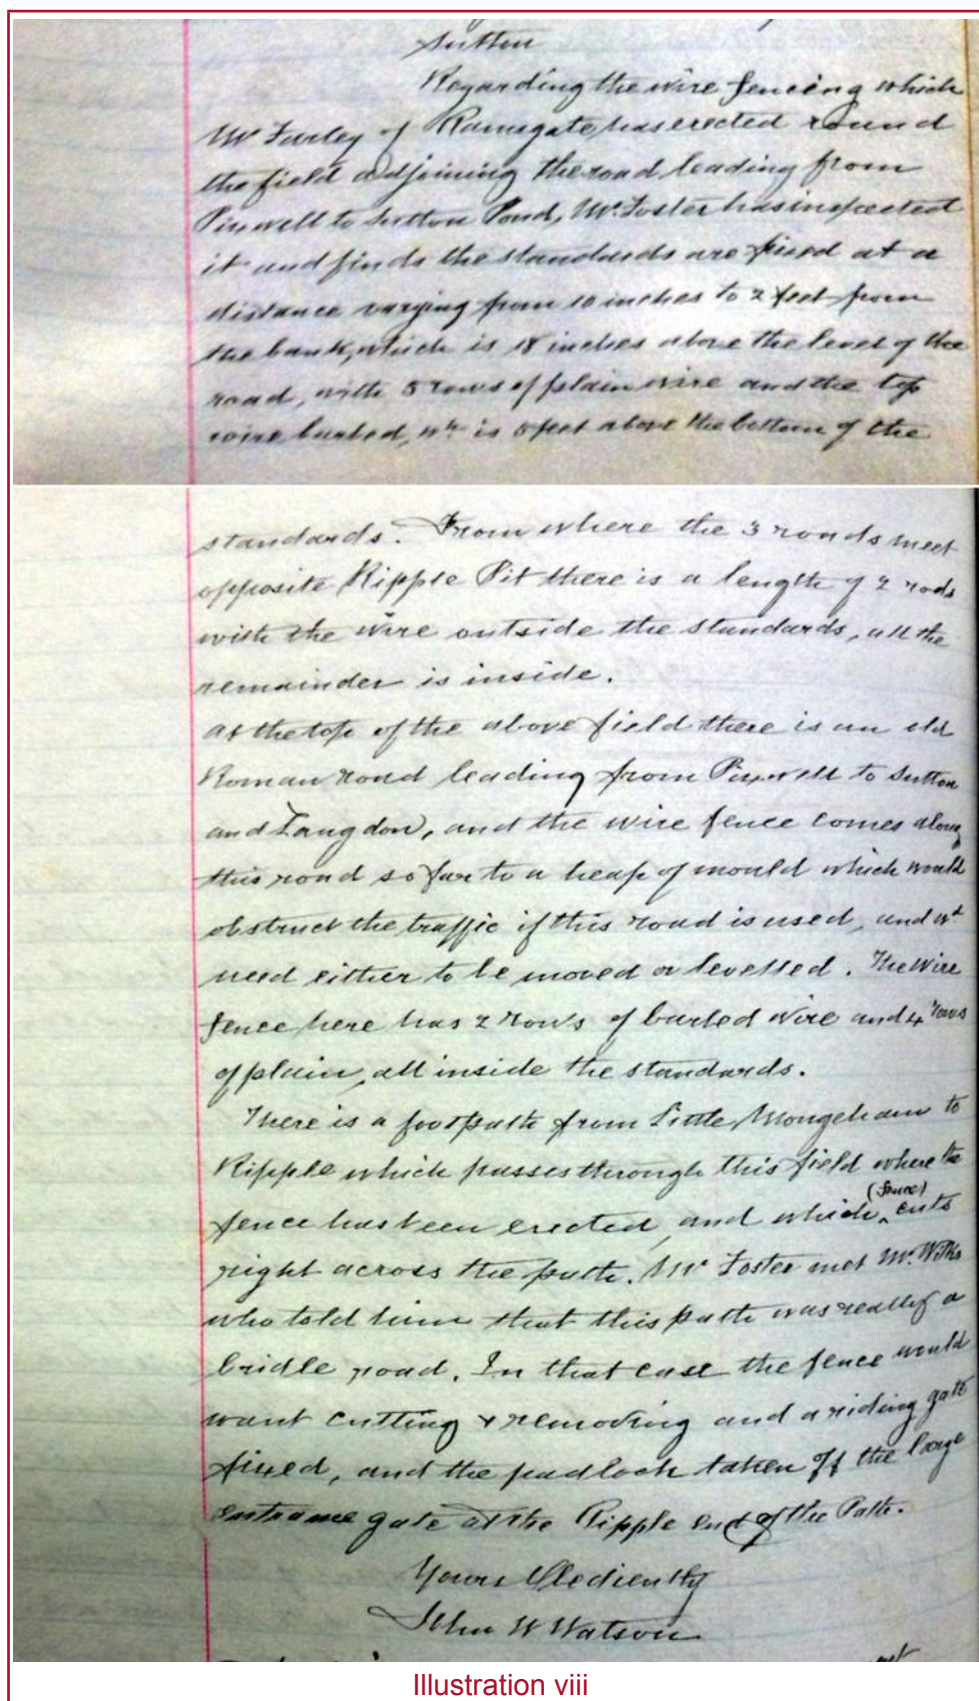 Sutton
Regarding the wire fencing which
Mr Furley of Ramsgate has erected round
the field adjoining the road leading from
Pixwell to Sutton Pond, Mr. Foster has inspected
it and finds the standards are fixed at a
distance varying from 10 inches to 2 feet from
the bank, which is 18 inches above the level of the
road, with 5 rows of plain wire and the top
wire barbed, wh. is 5 feet above the bottom of the
standards. From where the 3 roads meet
opposite Ripple Pit there is a length of 2 rods
with the wire outside the standards, all the
remainder is inside.
At the top of the above field there is an old
Roman road leading from Pixwell to Sutton
and Langdon, and the wire fence comes along
this road so far to a heap of mould which would
obstruct the traffic if this road is used, and wd.
need either to be moved or levelled. The wire
fence here has 2 rows of barbed wire and 4 rows
of plain, all inside the standards.
There is a footpath from Little Mongeham to
Ripple which passes through this field where the
fence has been erected, and which (fence) cuts
right across the path. Mr Foster met Mr.
who told him that this path was really a
bridle road. In that case the fence would
want cutting & removing and a riding gate
fixed, and the padlock taken off the large
entrance gate at the Ripple end of the Path.
Yours Obediently
John W Watson
Illustration viii